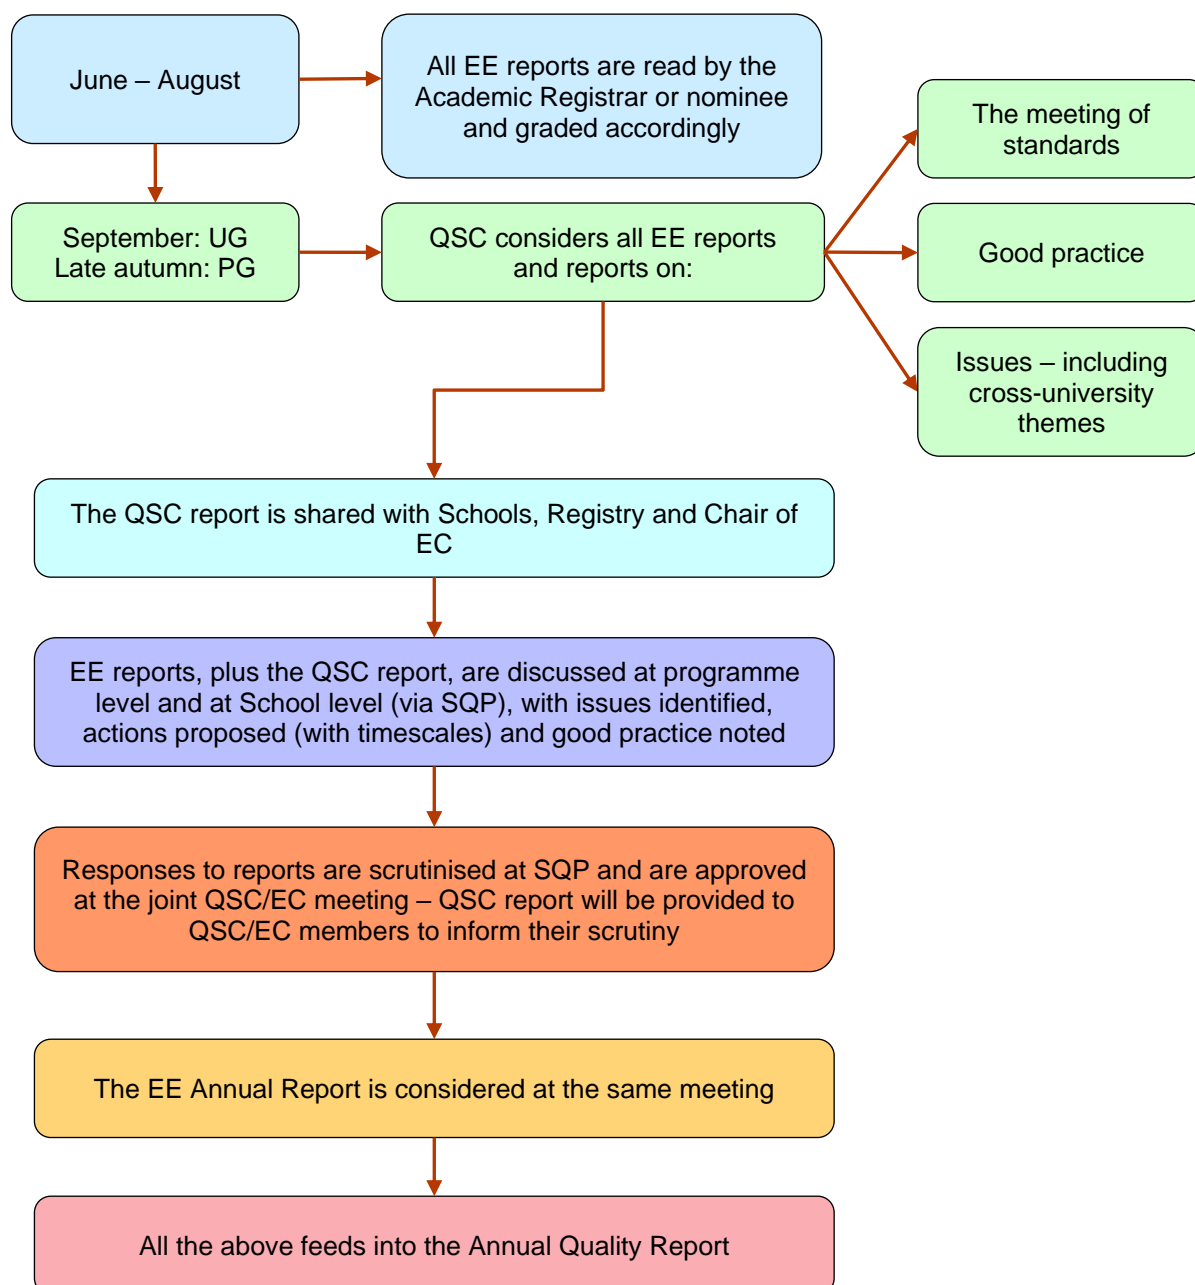 June – August
All EE reports are read by the
Academic Registrar or nominee
and graded accordingly
The meeting of
standards
September: UG
Late autumn: PG
QSC considers all EE reports
and reports on:
Good practice
Issues – including
cross-university
themes
The QSC report is shared with Schools, Registry and Chair of
EC
EE reports, plus the QSC report, are discussed at programme
level and at School level (via SQP), with issues identified,
actions proposed (with timescales) and good practice noted
Responses to reports are scrutinised at SQP and are approved
at the joint QSC/EC meeting – QSC report will be provided to
QSC/EC members to inform their scrutiny
The EE Annual Report is considered at the same meeting
All the above feeds into the Annual Quality Report